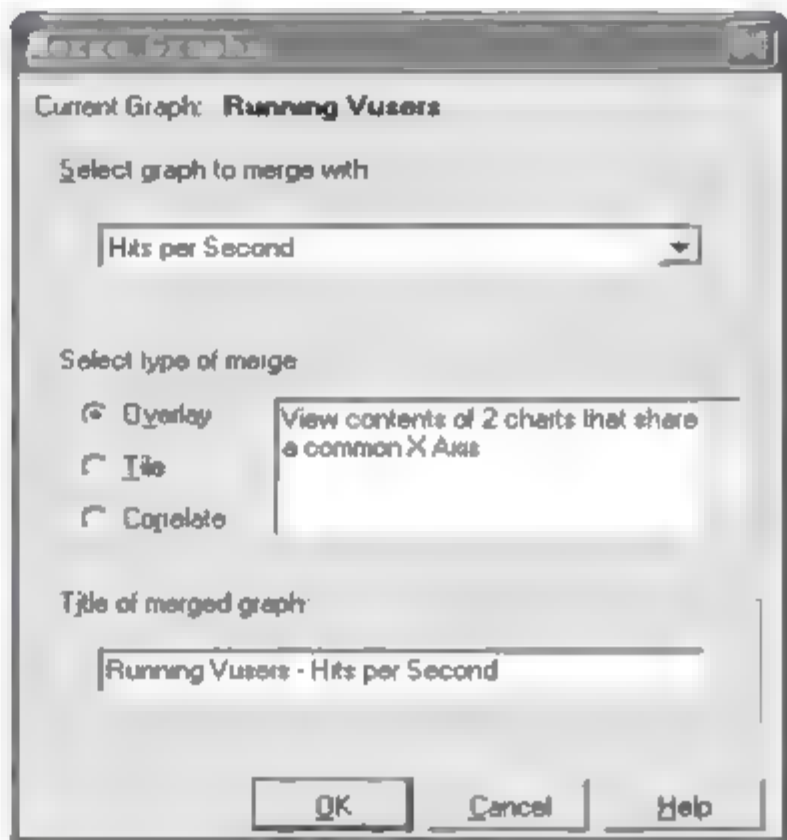 Merge Graphs
Current Graph: Running Vusers
Select graph to merge with
Hits per Second
Select type of merge
Overlay
Tile
Correlate
View contents of 2 charts that share
a common X Axis
Title of merged graph:
Running Vusers - Hits per Second
OK
Cancel
Help